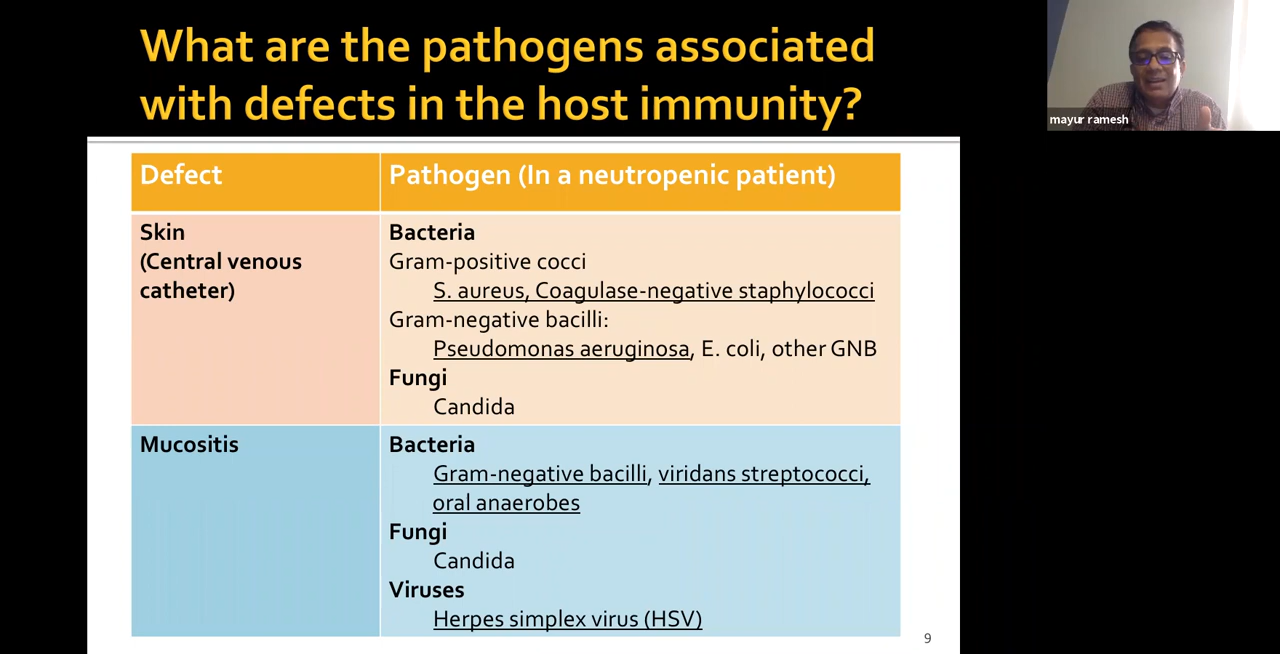 What are the pathogens associated
with defects in the host immunity?
mayur ramesh
Defect
Pathogen (In a neutropenic patient)
Skin
(Central venous
catheter)
Bacteria
Gram-positive cocci
S. aureus, Coagulase-negative staphylococci
Gram-negative bacilli:
Pseudomonas aeruginosa, E. coli, other GNB
Fungi
Candida
Mucositis
Bacteria
Gram-negative bacilli, viridans streptococci,
oral anaerobes
Fungi
Candida
Viruses
Herpes simplex virus (HSV)
9